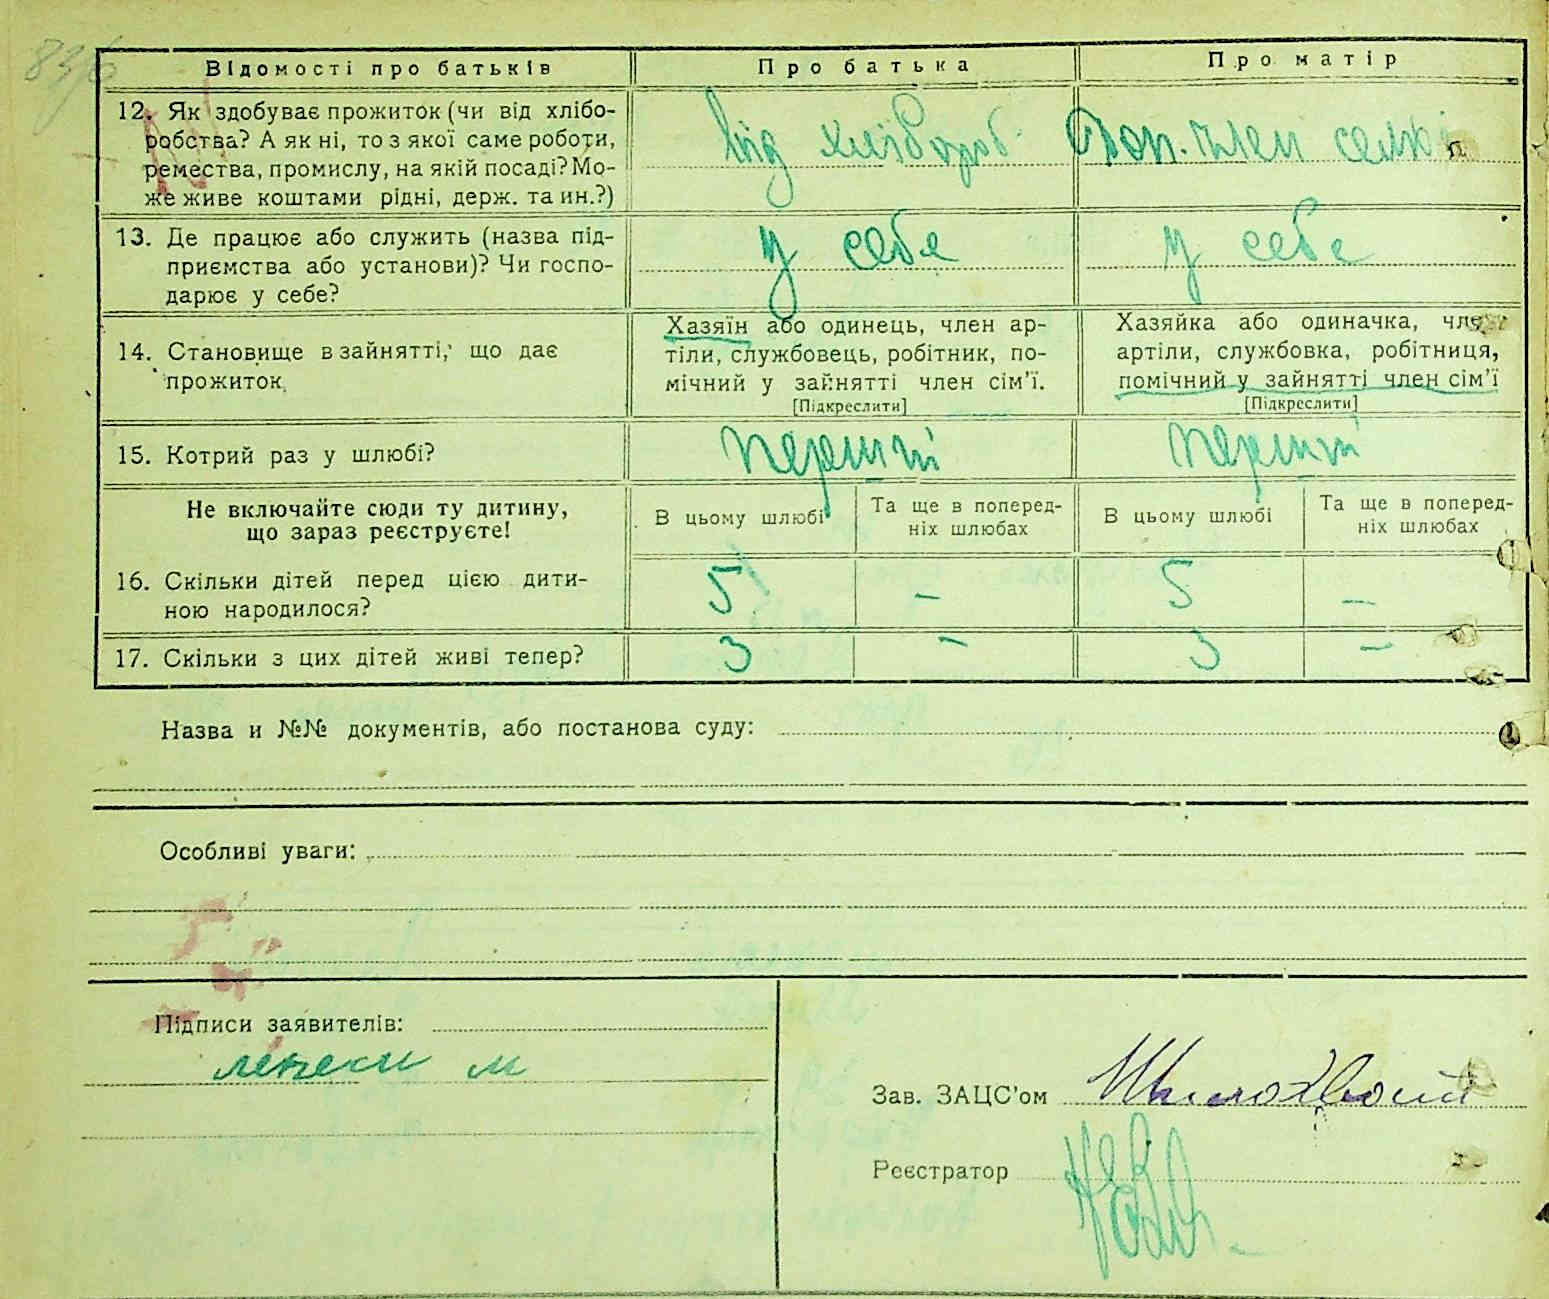 Відомості про батьків
Про батька
Про матір
12. Як здобуває прожиток (чи від хлібо-
робства? А як ні, то з якої саме роботи,
ремества, промислу, на якій посаді? Мо-
же живе коштами рідні, держ. та ин.?)
від хлібороб.
Пом. член
13. Де працює або служить (назва під-
приємства або установи)? Чи госпо-
дарює у себе?
у себе
у себе
14. Становище в зайнятті, що дає
прожиток
Хазяїн або одинець, член ар-
тіли, службовець, робітник, по-
мічний у зайнятті член сім'ї.
[Підкреслити]
Хазяйка або одиначка, член
артіли, службовка, робітниця,
помічний у зайнятті член сім'ї
[Підкреслити]
15. Котрий раз у шлюбі?
перший
перший
Не включайте сюди ту дитину,
що зараз реєструєте!
В цьому шлюбі
Та ще в поперед-
ніх шлюбах
В цьому шлюбі
Та ще в поперед-
ніх шлюбах
16. Скільки дітей перед цією дити-
ною народилося?
5 – 5 –
17. Скільки з цих дітей живі тепер?
3 – 3 –
Назва и №№ документів, або постанова суду:
Особливі уваги:
Підписи заявителів:
Зав. ЗАЦС'ом
Реєстратор